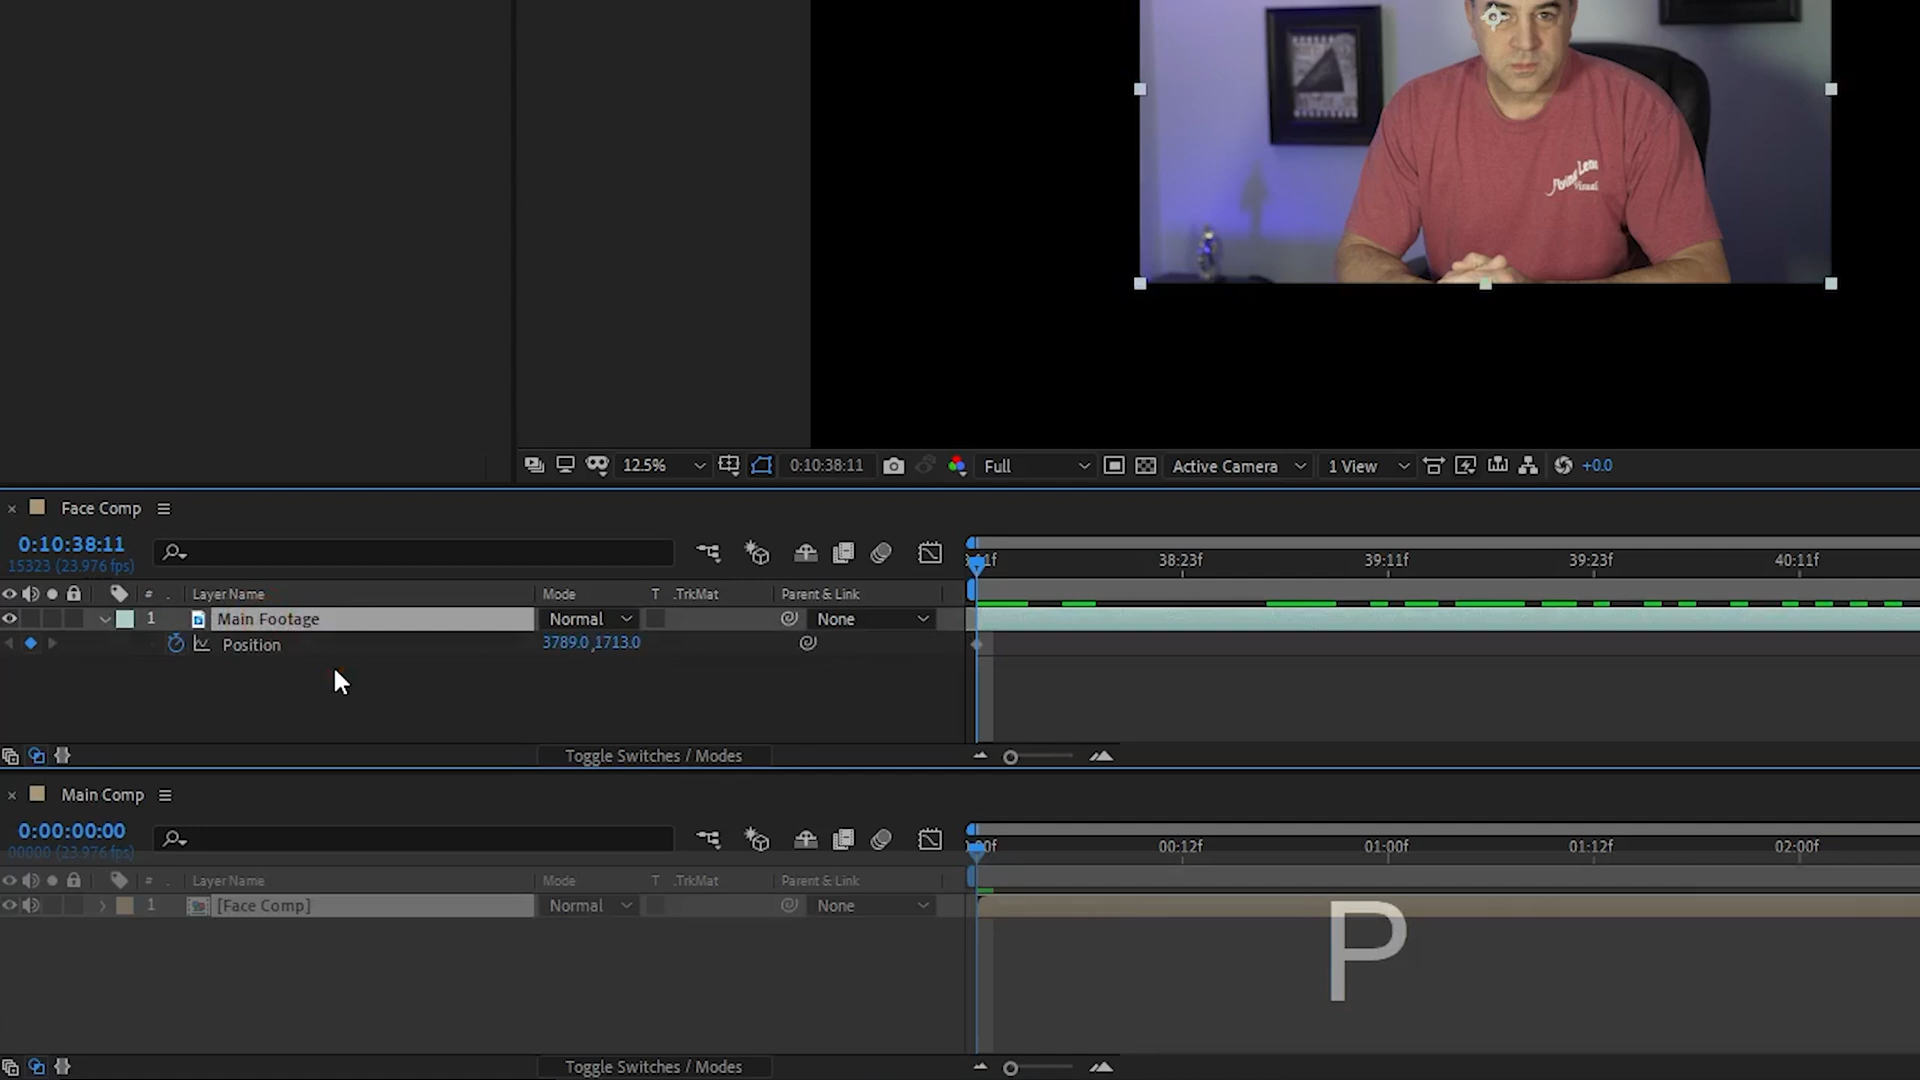 Flying Lens
Visual
12.5%
0:10:38:11
Full
Active Camera
1 View
+0.0
Face Comp
0:10:38:11
15323 (23.976 fps)
38:23f
39:11f
39:23f
40:11f
#
Layer Name
Mode
T
.TrkMat
Parent & Link
1
Main Footage
Normal
None
Position
3789.0,1713.0
Toggle Switches / Modes
Main Comp
0:00:00:00
00000 (23.976 fps)
00:12f
01:00f
01:12f
02:00f
#
Layer Name
Mode
T
.TrkMat
Parent & Link
1
[Face Comp]
Normal
None
P
Toggle Switches / Modes